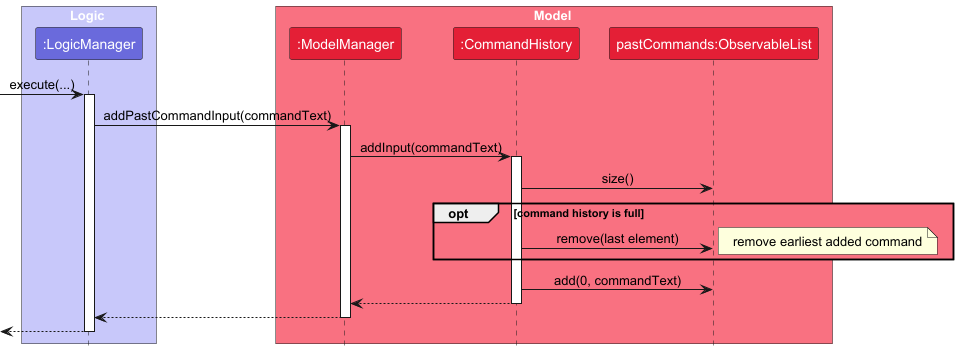 Logic
Model
:LogicManager
:ModelManager
:CommandHistory
pastCommands:ObservableList
execute(...)
addPastCommandInput(commandText)
addInput(commandText)
size()
opt
[command history is full]
remove(last element)
remove earliest added command
add(0, commandText)